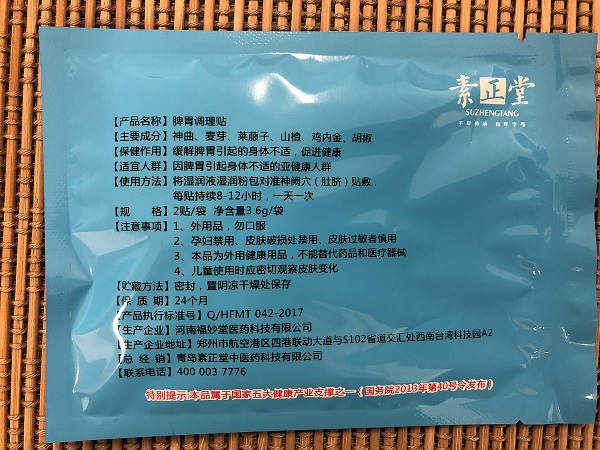 素正堂
SUZHENGTANG
千年传承 百年字号
【产品名称】脾胃调理贴
【主要成分】神曲、麦芽、莱菔子、山楂、鸡内金、胡椒
【保健作用】缓解脾胃引起的身体不适，促进健康
【适宜人群】因脾胃引起身体不适的亚健康人群
【使用方法】将湿润液湿润粉包对准神阙穴（肚脐）贴敷，
每贴持续8-12小时，一天一次
【规　　格】2贴/袋 净含量3.6g/袋
【注意事项】1、外用品，勿口服
2、孕妇禁用、皮肤破损处禁用、皮肤过敏者慎用
3、本品为外用健康用品，不能替代药品和医疗器械
4、儿童使用时应密切观察皮肤变化
【贮藏方法】密封，置阴凉干燥处保存
【保 质 期】24个月
【产品执行标准号】Q/HFMT 042-2017
【生产企业】河南福妙堂医药科技有限公司
【生产企业地址】郑州市航空港区四港联动大道与S102省道交汇处西南台湾科技园A2
【总 经 销】青岛素正堂中医药科技有限公司
【联系电话】400 003 7776
特别提示:本品属于国家五大健康产业支撑之一（国务院2013年第40号令发布）